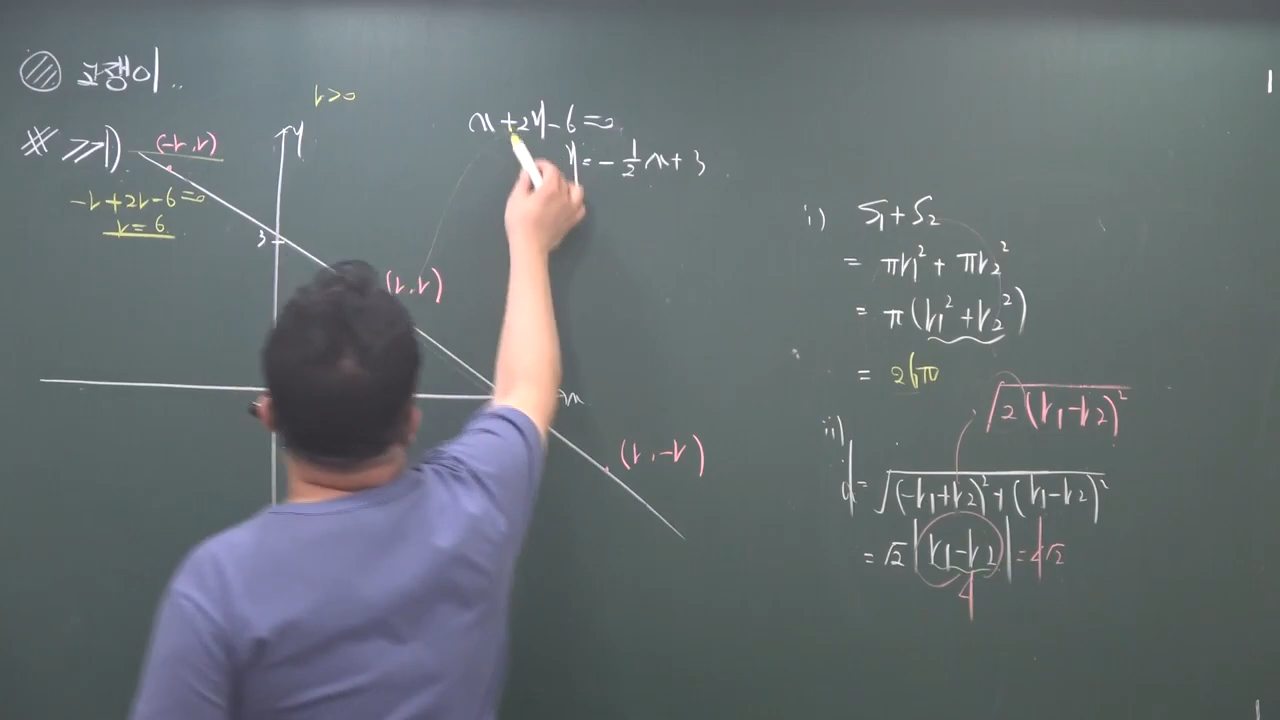 고쟁이..
r>0
※ ≫1)
(-r,r)
-r+2r-6=0
r=6.
y
3
x
x+2y-6=0
y=-1/2x+3
(r,r)
(r,-r)
i) S₁+S₂
= πr₁²+πr₂²
= π(r₁²+r₂²)
= 26π
ii)
√2(r₁-r₂)²
d=√(-r₁+r₂)²+(r₁-r₂)²
=√2|r₁-r₂|=4√2
4